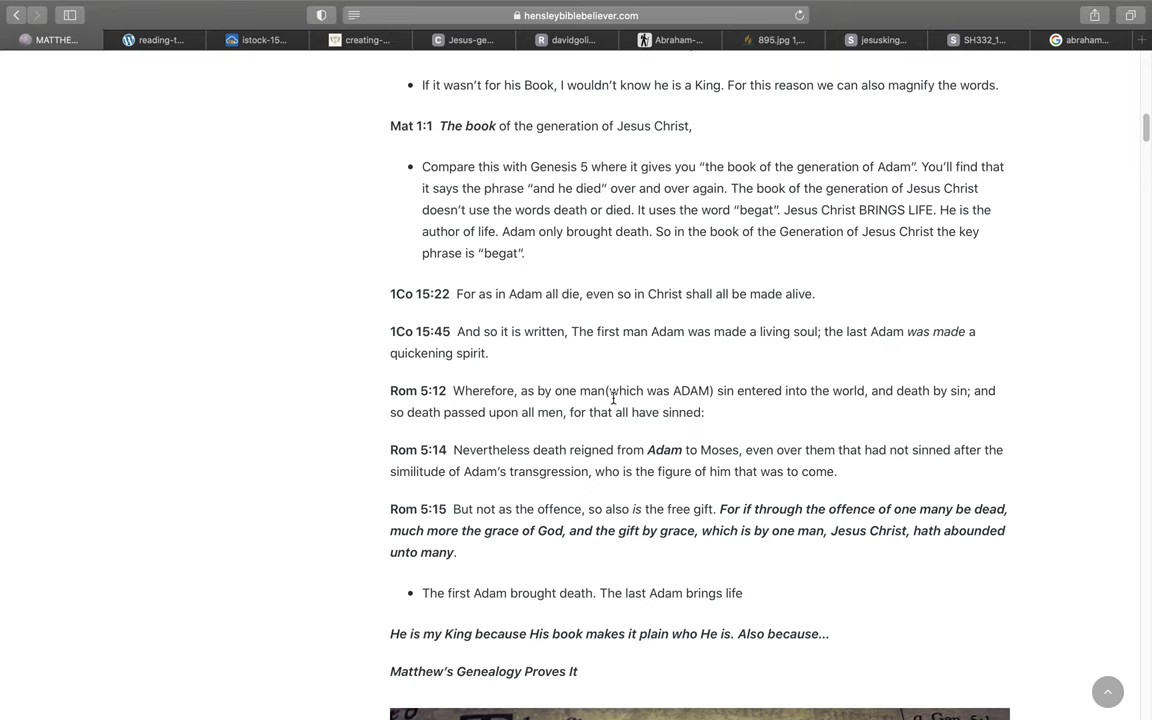 hensleybiblebeliever.com
MATTHE...
reading-t...
istock-15...
creating-...
Jesus-ge...
davidgoli...
Abraham-...
895.jpg 1,...
jesusking...
SH332_1...
abraham...
If it wasn't for his Book, I wouldn't know he is a King. For this reason we can also magnify the words.
Mat 1:1 The book of the generation of Jesus Christ,
Compare this with Genesis 5 where it gives you “the book of the generation of Adam”. You'll find that
it says the phrase “and he died” over and over again. The book of the generation of Jesus Christ
doesn't use the words death or died. It uses the word “begat”. Jesus Christ BRINGS LIFE. He is the
author of life. Adam only brought death. So in the book of the Generation of Jesus Christ the key
phrase is “begat”.
1Co 15:22 For as in Adam all die, even so in Christ shall all be made alive.
1Co 15:45 And so it is written, The first man Adam was made a living soul; the last Adam was made a
quickening spirit.
Rom 5:12 Wherefore, as by one man(which was ADAM) sin entered into the world, and death by sin; and
so death passed upon all men, for that all have sinned:
Rom 5:14 Nevertheless death reigned from Adam to Moses, even over them that had not sinned after the
similitude of Adam's transgression, who is the figure of him that was to come.
Rom 5:15 But not as the offence, so also is the free gift. For if through the offence of one many be dead,
much more the grace of God, and the gift by grace, which is by one man, Jesus Christ, hath abounded
unto many.
The first Adam brought death. The last Adam brings life
He is my King because His book makes it plain who He is. Also because...
Matthew's Genealogy Proves It